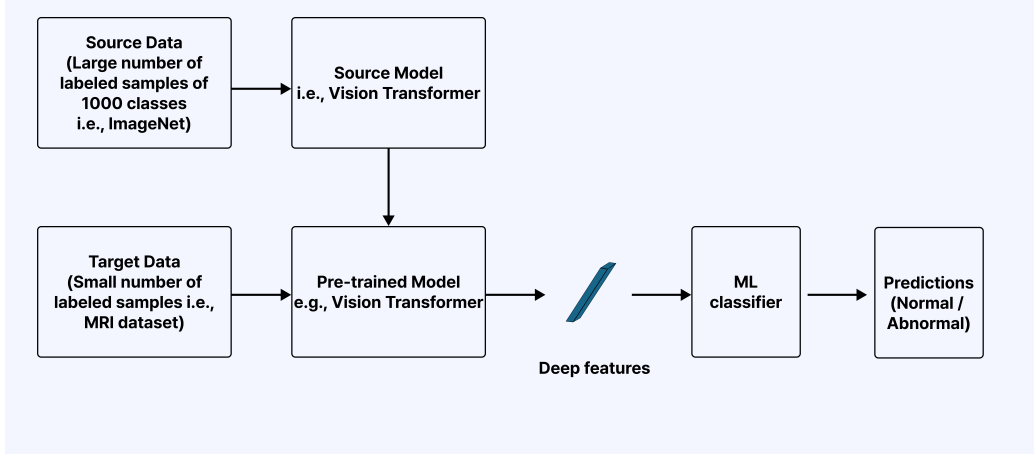 Source Data
(Large number of
labeled samples of
1000 classes
i.e., ImageNet)
Source Model
i.e., Vision Transformer
Target Data
(Small number of
labeled samples i.e.,
MRI dataset)
Pre-trained Model
e.g., Vision Transformer
Deep features
ML
classifier
Predictions
(Normal /
Abnormal)